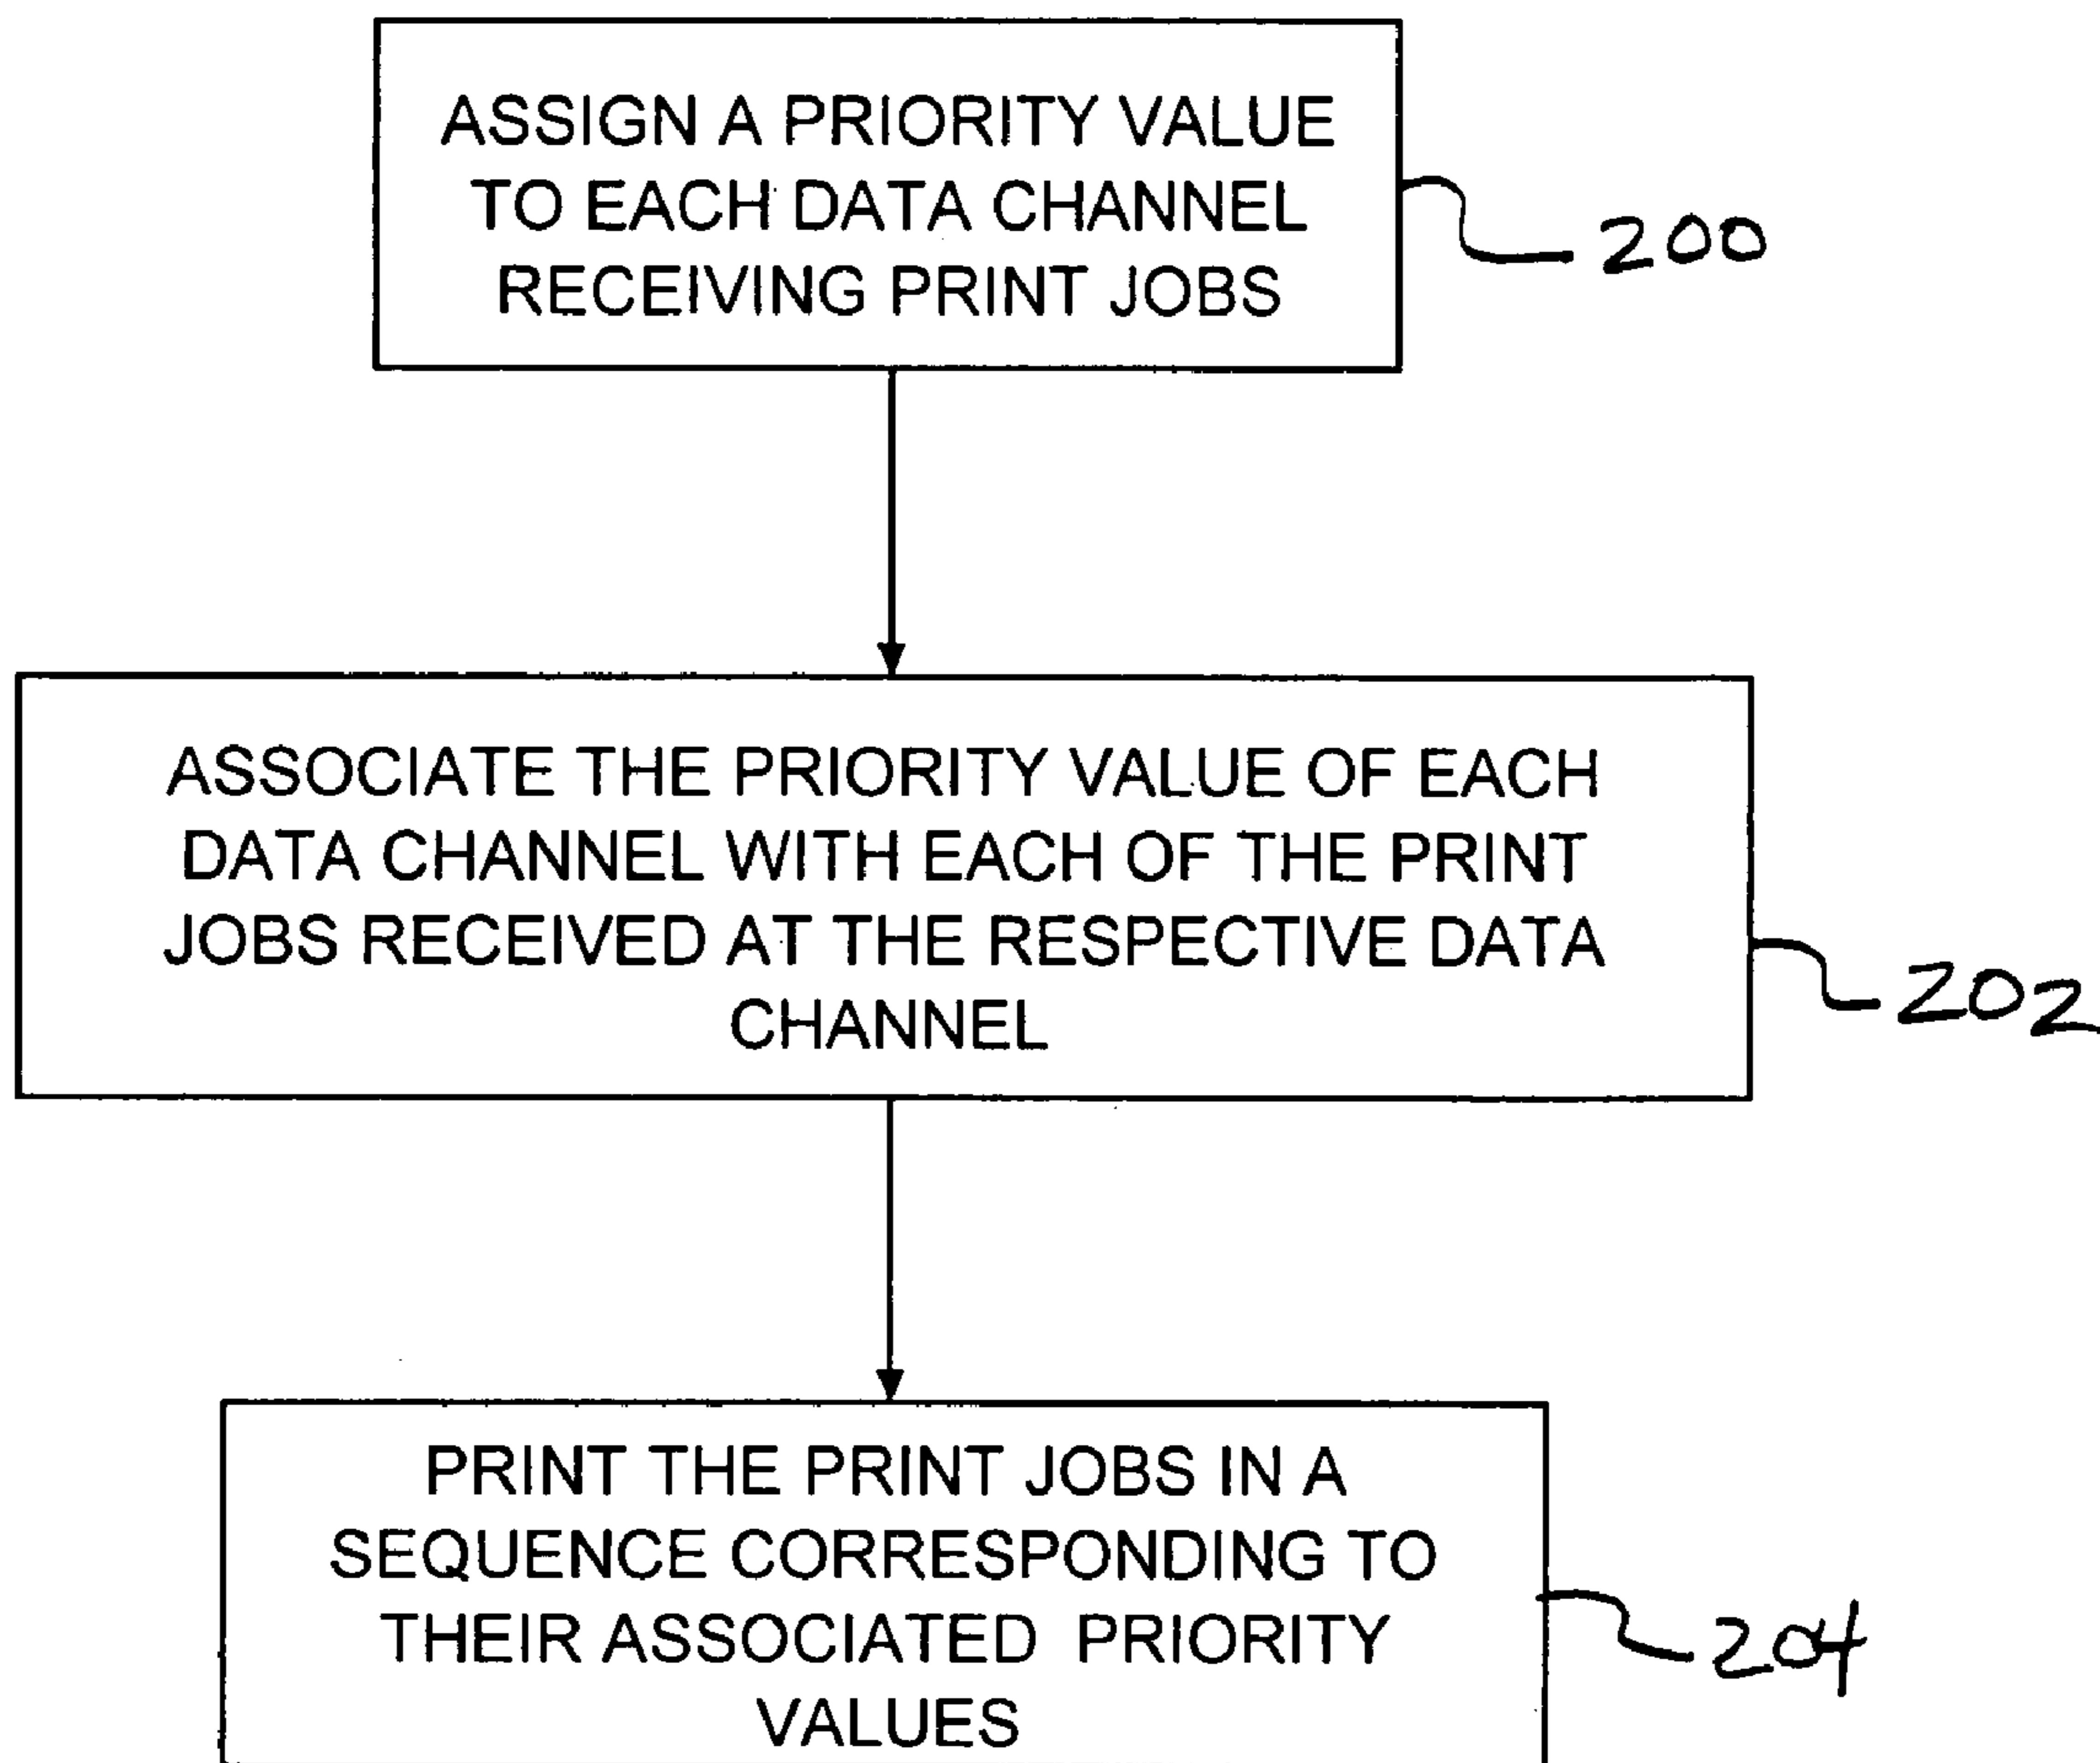 ASSIGN A PRIORITY VALUE
TO EACH DATA CHANNEL
RECEIVING PRINT JOBS
200
ASSOCIATE THE PRIORITY VALUE OF EACH
DATA CHANNEL WITH EACH OF THE PRINT
JOBS RECEIVED AT THE RESPECTIVE DATA
CHANNEL
202
PRINT THE PRINT JOBS IN A
SEQUENCE CORRESPONDING TO
THEIR ASSOCIATED PRIORITY
VALUES
204